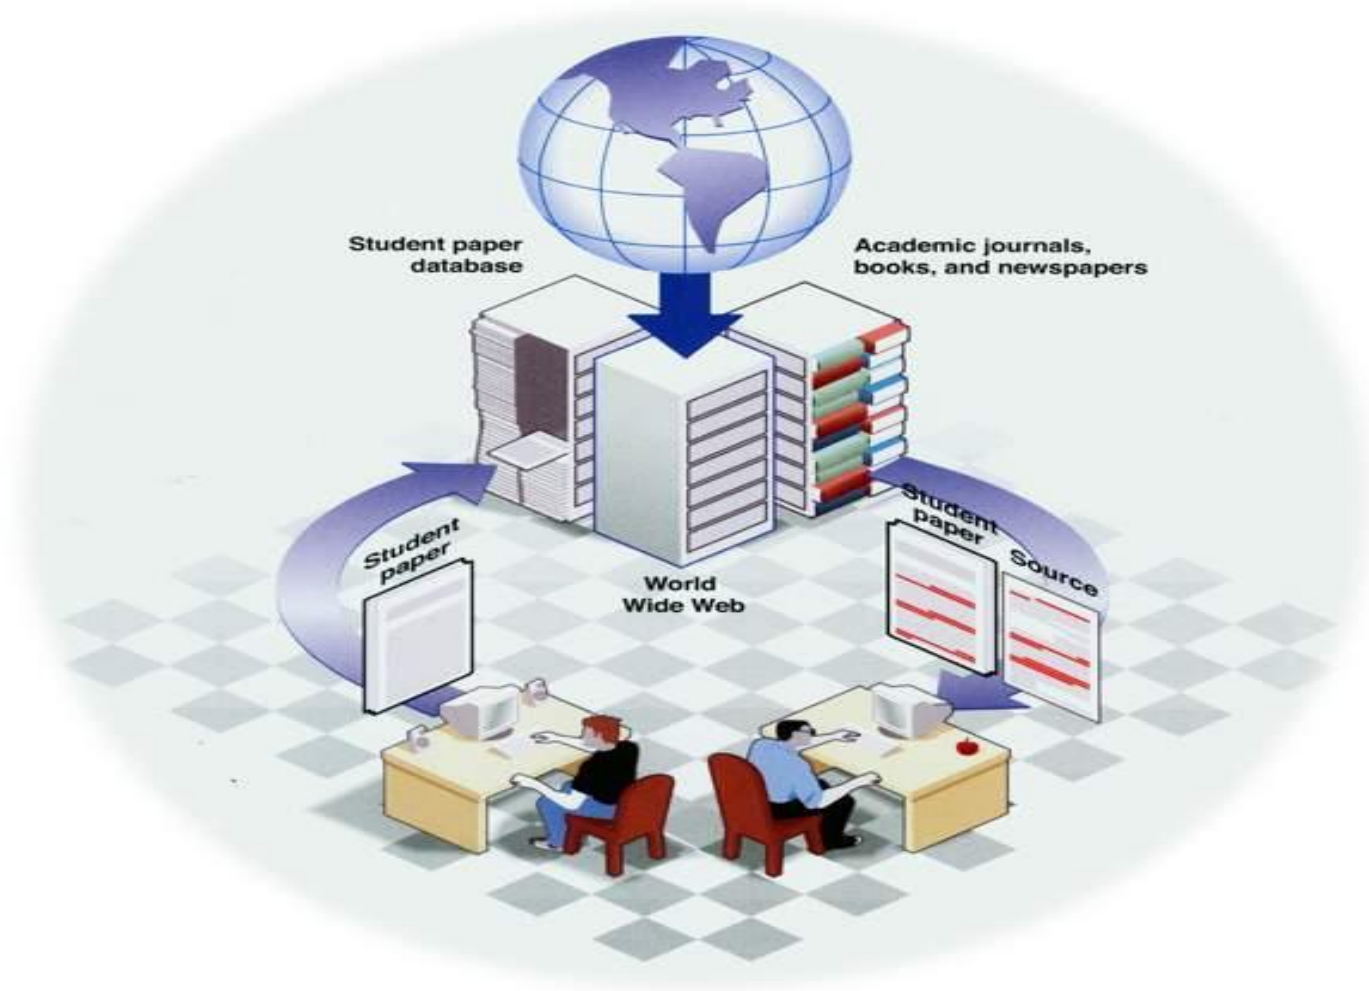 Student paper
database
Academic journals,
books, and newspapers
Student
paper
World
Wide Web
Student
paper
Source